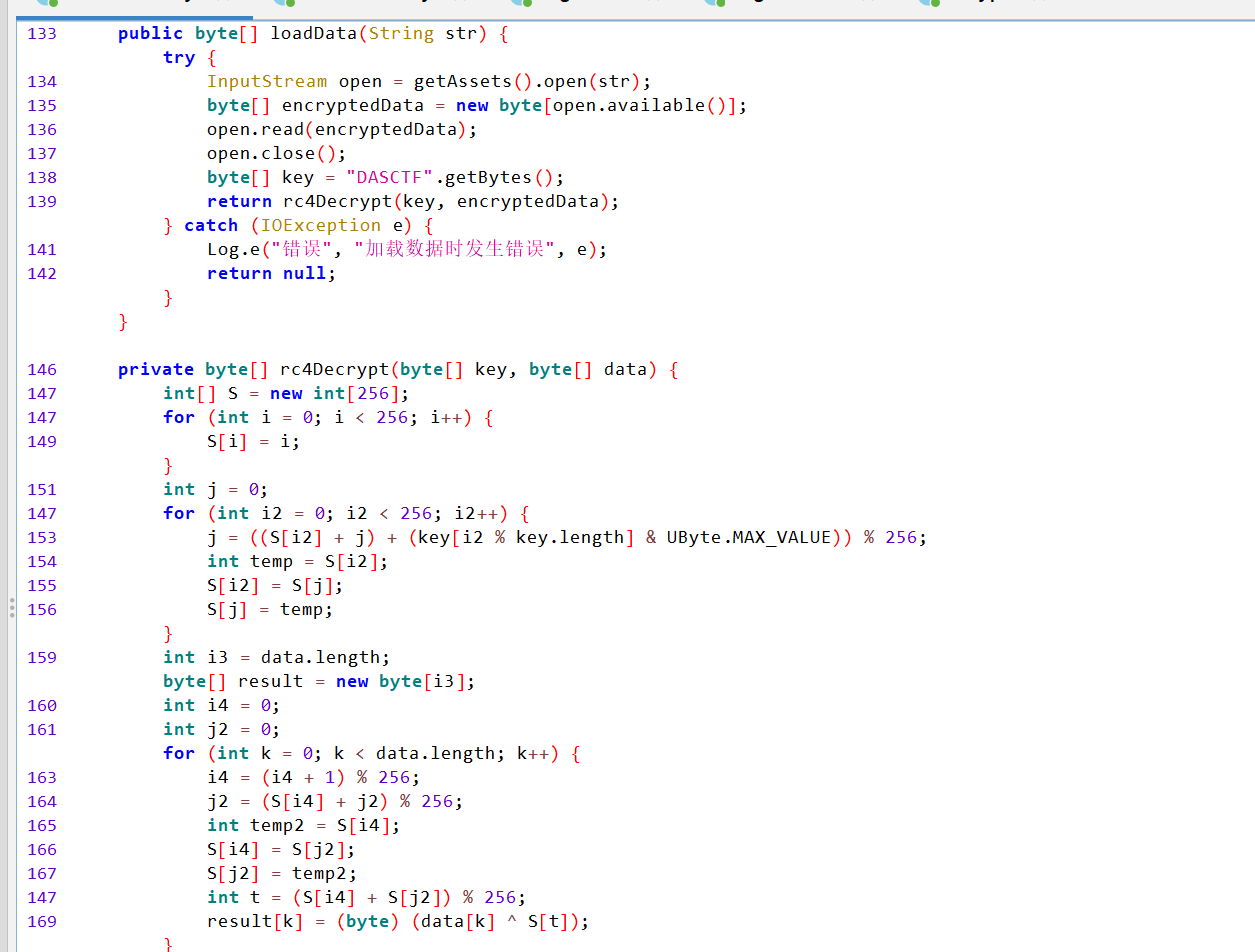 133 public byte[] loadData(String str) {
try {
134 InputStream open = getAssets().open(str);
135 byte[] encryptedData = new byte[open.available()];
136 open.read(encryptedData);
137 open.close();
138 byte[] key = "DASCTF".getBytes();
139 return rc4Decrypt(key, encryptedData);
} catch (IOException e) {
141 Log.e("错误", "加载数据时发生错误", e);
142 return null;
}
}
146 private byte[] rc4Decrypt(byte[] key, byte[] data) {
147 int[] S = new int[256];
147 for (int i = 0; i < 256; i++) {
149 S[i] = i;
}
151 int j = 0;
147 for (int i2 = 0; i2 < 256; i2++) {
153 j = ((S[i2] + j) + (key[i2 % key.length] & UByte.MAX_VALUE)) % 256;
154 int temp = S[i2];
155 S[i2] = S[j];
156 S[j] = temp;
}
159 int i3 = data.length;
byte[] result = new byte[i3];
160 int i4 = 0;
161 int j2 = 0;
for (int k = 0; k < data.length; k++) {
163 i4 = (i4 + 1) % 256;
164 j2 = (S[i4] + j2) % 256;
165 int temp2 = S[i4];
166 S[i4] = S[j2];
167 S[j2] = temp2;
147 int t = (S[i4] + S[j2]) % 256;
169 result[k] = (byte) (data[k] ^ S[t]);
}